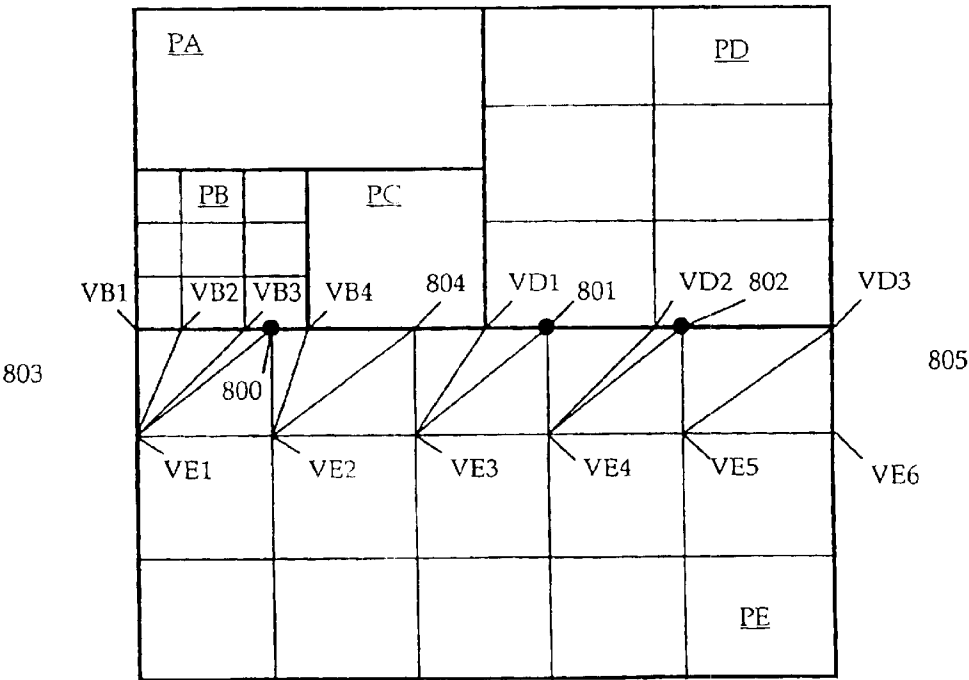 PA
PD
PB
PC
VB1
VB2
VB3
VB4
804
VD1
801
VD2
802
VD3
803
800
805
VE1
VE2
VE3
VE4
VE5
VE6
PE